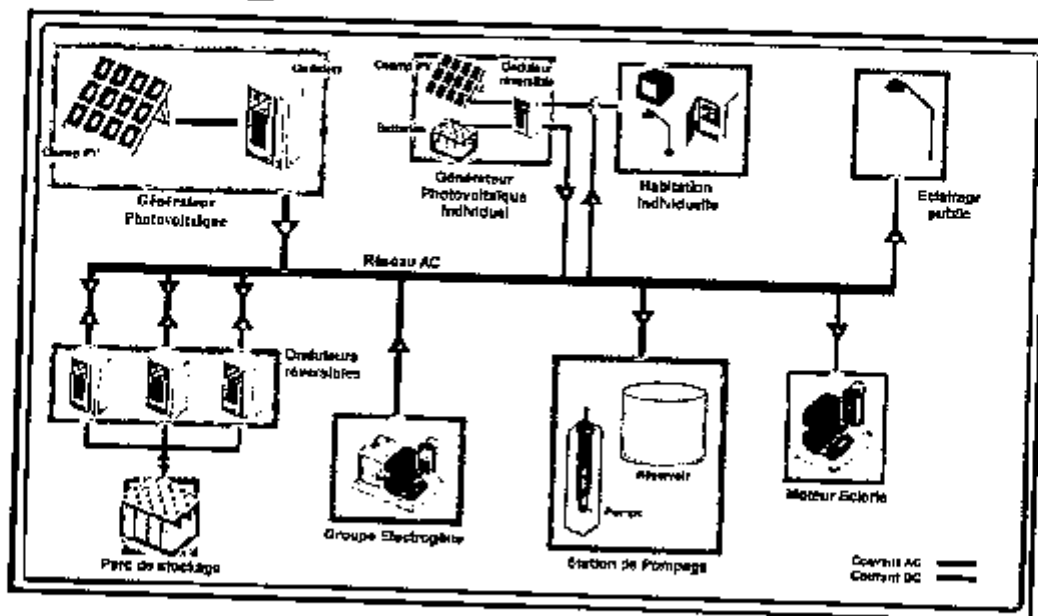 Champ PV
Générateur
Photovoltaïque
Champ PV
Onduleur
réversible
Batteries
Générateur
Photovoltaïque
Individuel
Habitation
Individuelle
Eclairage
public
Réseau AC
Onduleurs
réversibles
Parc de stockage
Groupe Electrogène
Réservoir
Pompe
Station de Pompage
Moteur Scierie
Courant AC
Courant DC